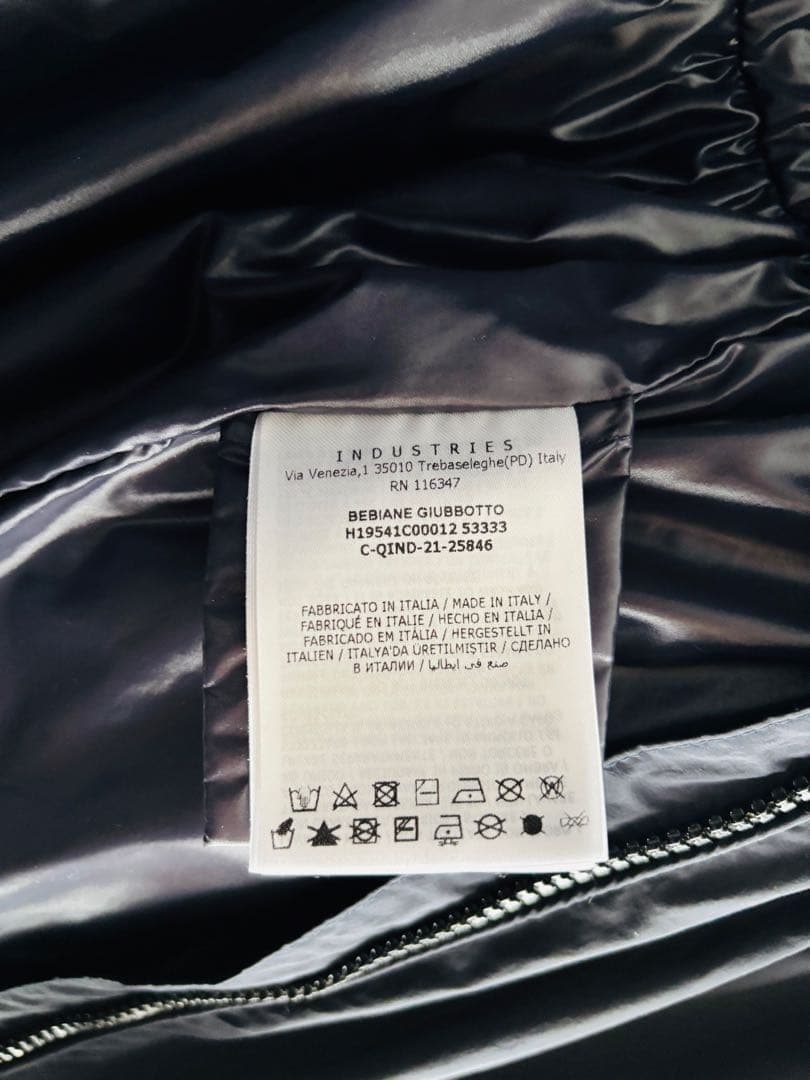 INDUSTRIES
Via Venezia,1 35010 Trebaseleghe(PD) Italy
RN 116347
BEBIANE GIUBBOTTO
H19541C00012 53333
C-QIND-21-25846
FABBRICATO IN ITALIA / MADE IN ITALY /
FABRIQUÉ EN ITALIE / HECHO EN ITALIA /
FABRICADO EM ITÁLIA / HERGESTELLT IN
ITALIEN / ITALYA'DA ÜRETILMIŞTIR / СДЕЛАНО
В ИТАЛИИ / صنع في ايطاليا